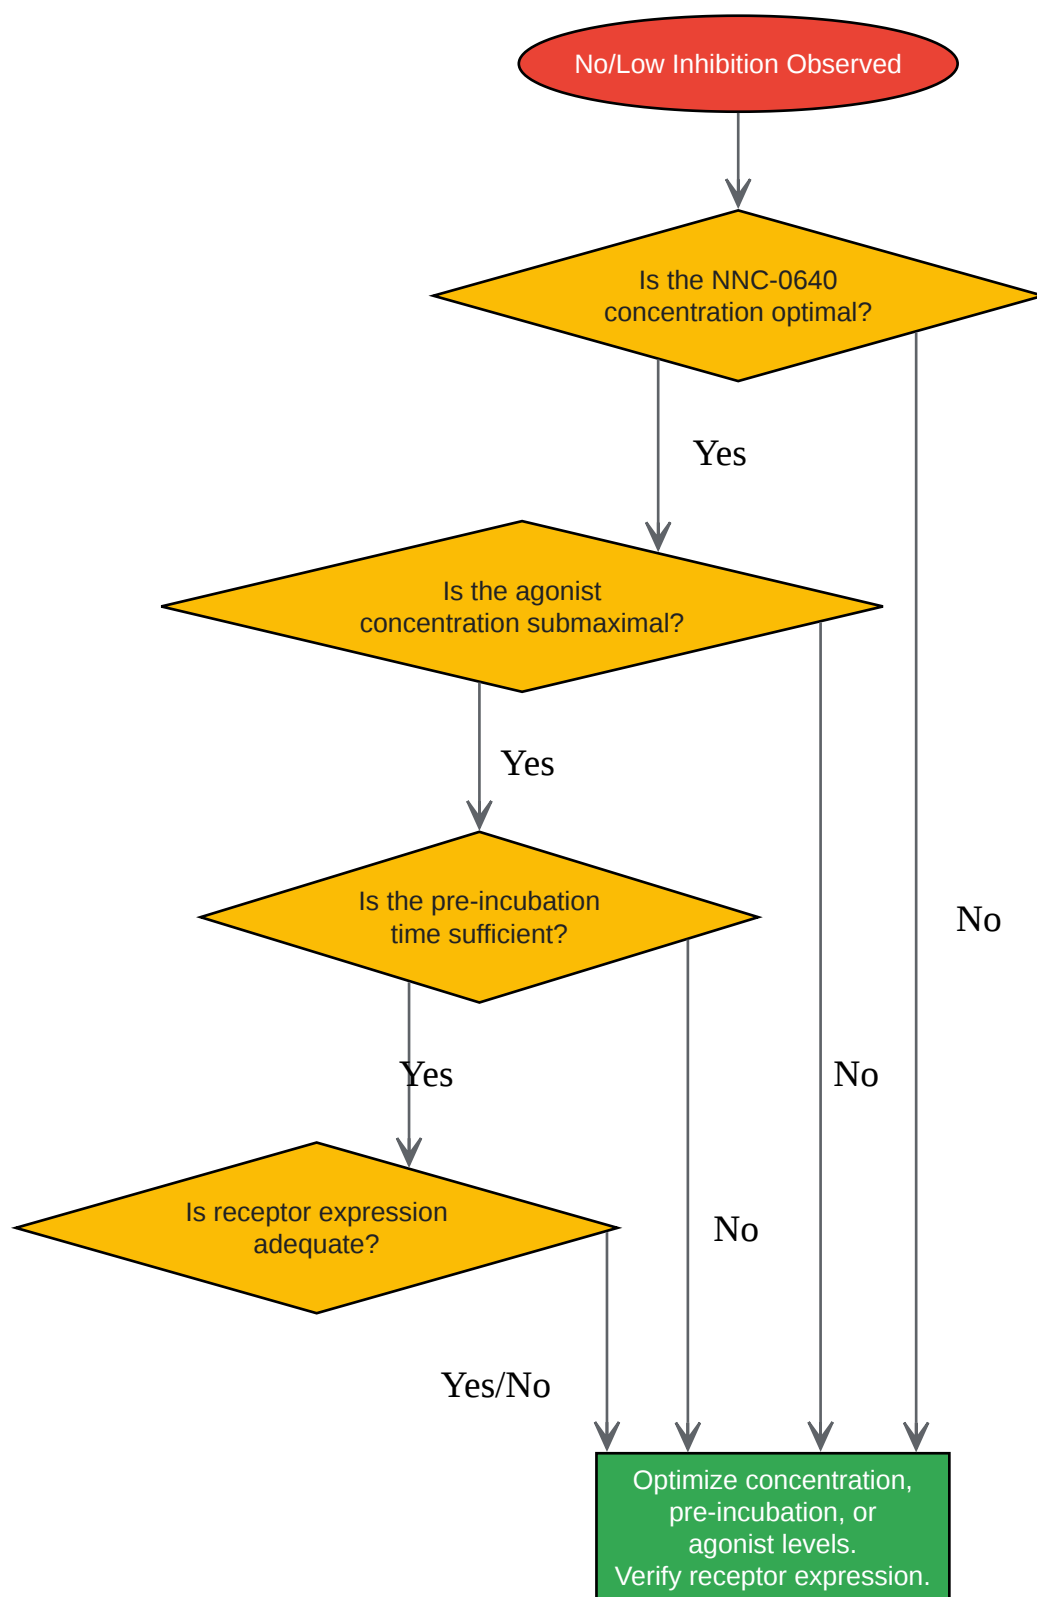 No/Low Inhibition Observed
Is the NNC-0640
concentration optimal?
Yes
Is the agonist
concentration submaximal?
Yes
Is the pre-incubation
time sufficient?
No
Yes
No
Is receptor expression
adequate?
No
Yes/No
Optimize concentration,
pre-incubation, or
agonist levels.
Verify receptor expression.